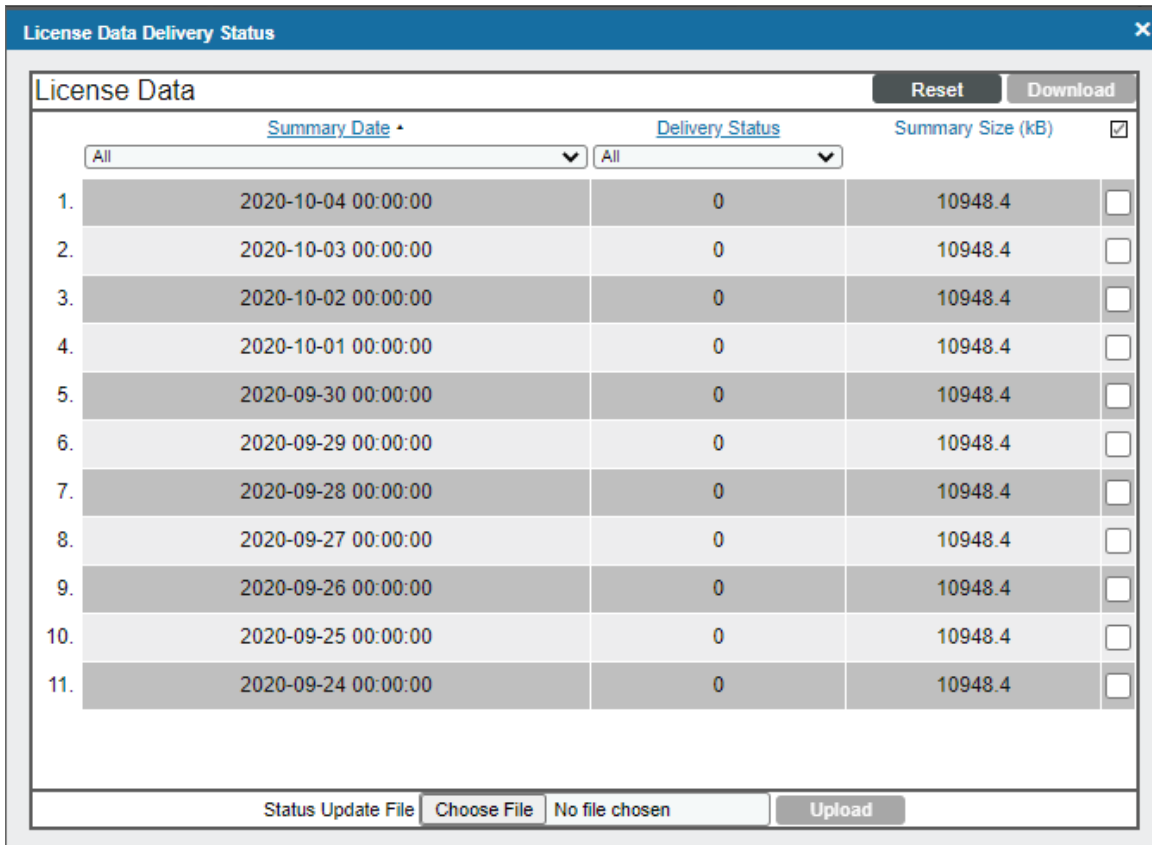 License Data Delivery Status ×
License Data Reset Download
Summary Date Delivery Status Summary Size (kB)
All All
1. 2020-10-04 00:00:00 0 10948.4
2. 2020-10-03 00:00:00 0 10948.4
3. 2020-10-02 00:00:00 0 10948.4
4. 2020-10-01 00:00:00 0 10948.4
5. 2020-09-30 00:00:00 0 10948.4
6. 2020-09-29 00:00:00 0 10948.4
7. 2020-09-28 00:00:00 0 10948.4
8. 2020-09-27 00:00:00 0 10948.4
9. 2020-09-26 00:00:00 0 10948.4
10. 2020-09-25 00:00:00 0 10948.4
11. 2020-09-24 00:00:00 0 10948.4
Status Update File Choose File No file chosen Upload